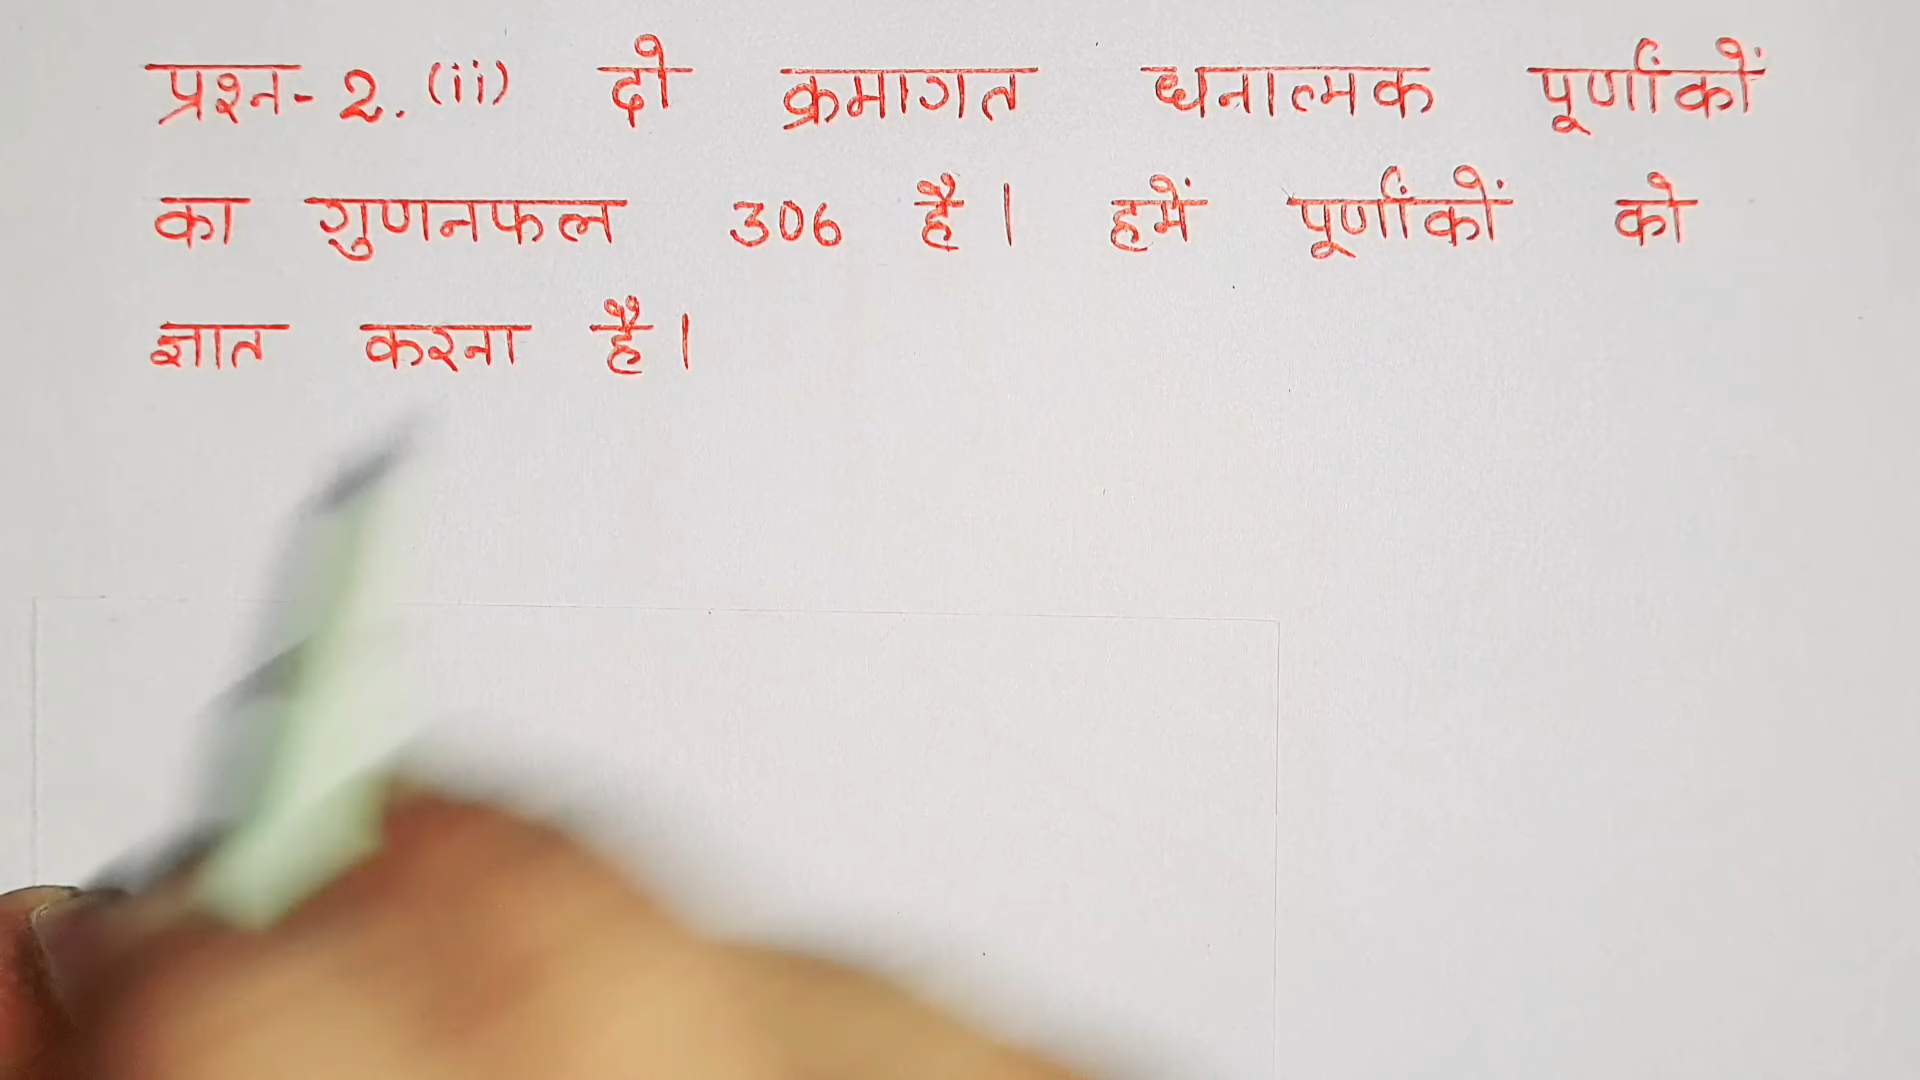 प्रश्न- 2. (ii) दो क्रमागत धनात्मक पूर्णांकों
का गुणनफल 306 है। हमें पूर्णांकों को
ज्ञात करना है।